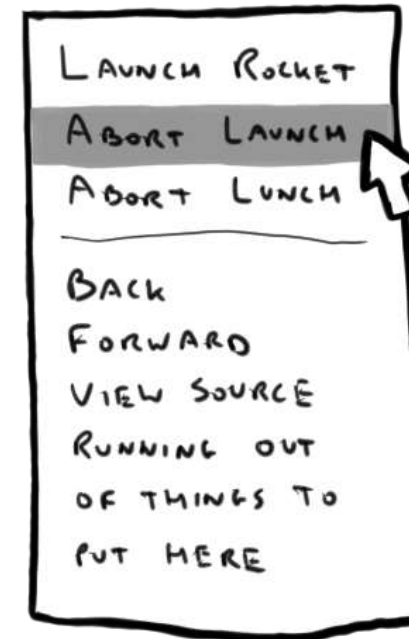 LAUNCH ROCKET
ABORT LAUNCH
ABORT LUNCH
BACK
FORWARD
VIEW SOURCE
RUNNING OUT
OF THINGS TO
PUT HERE